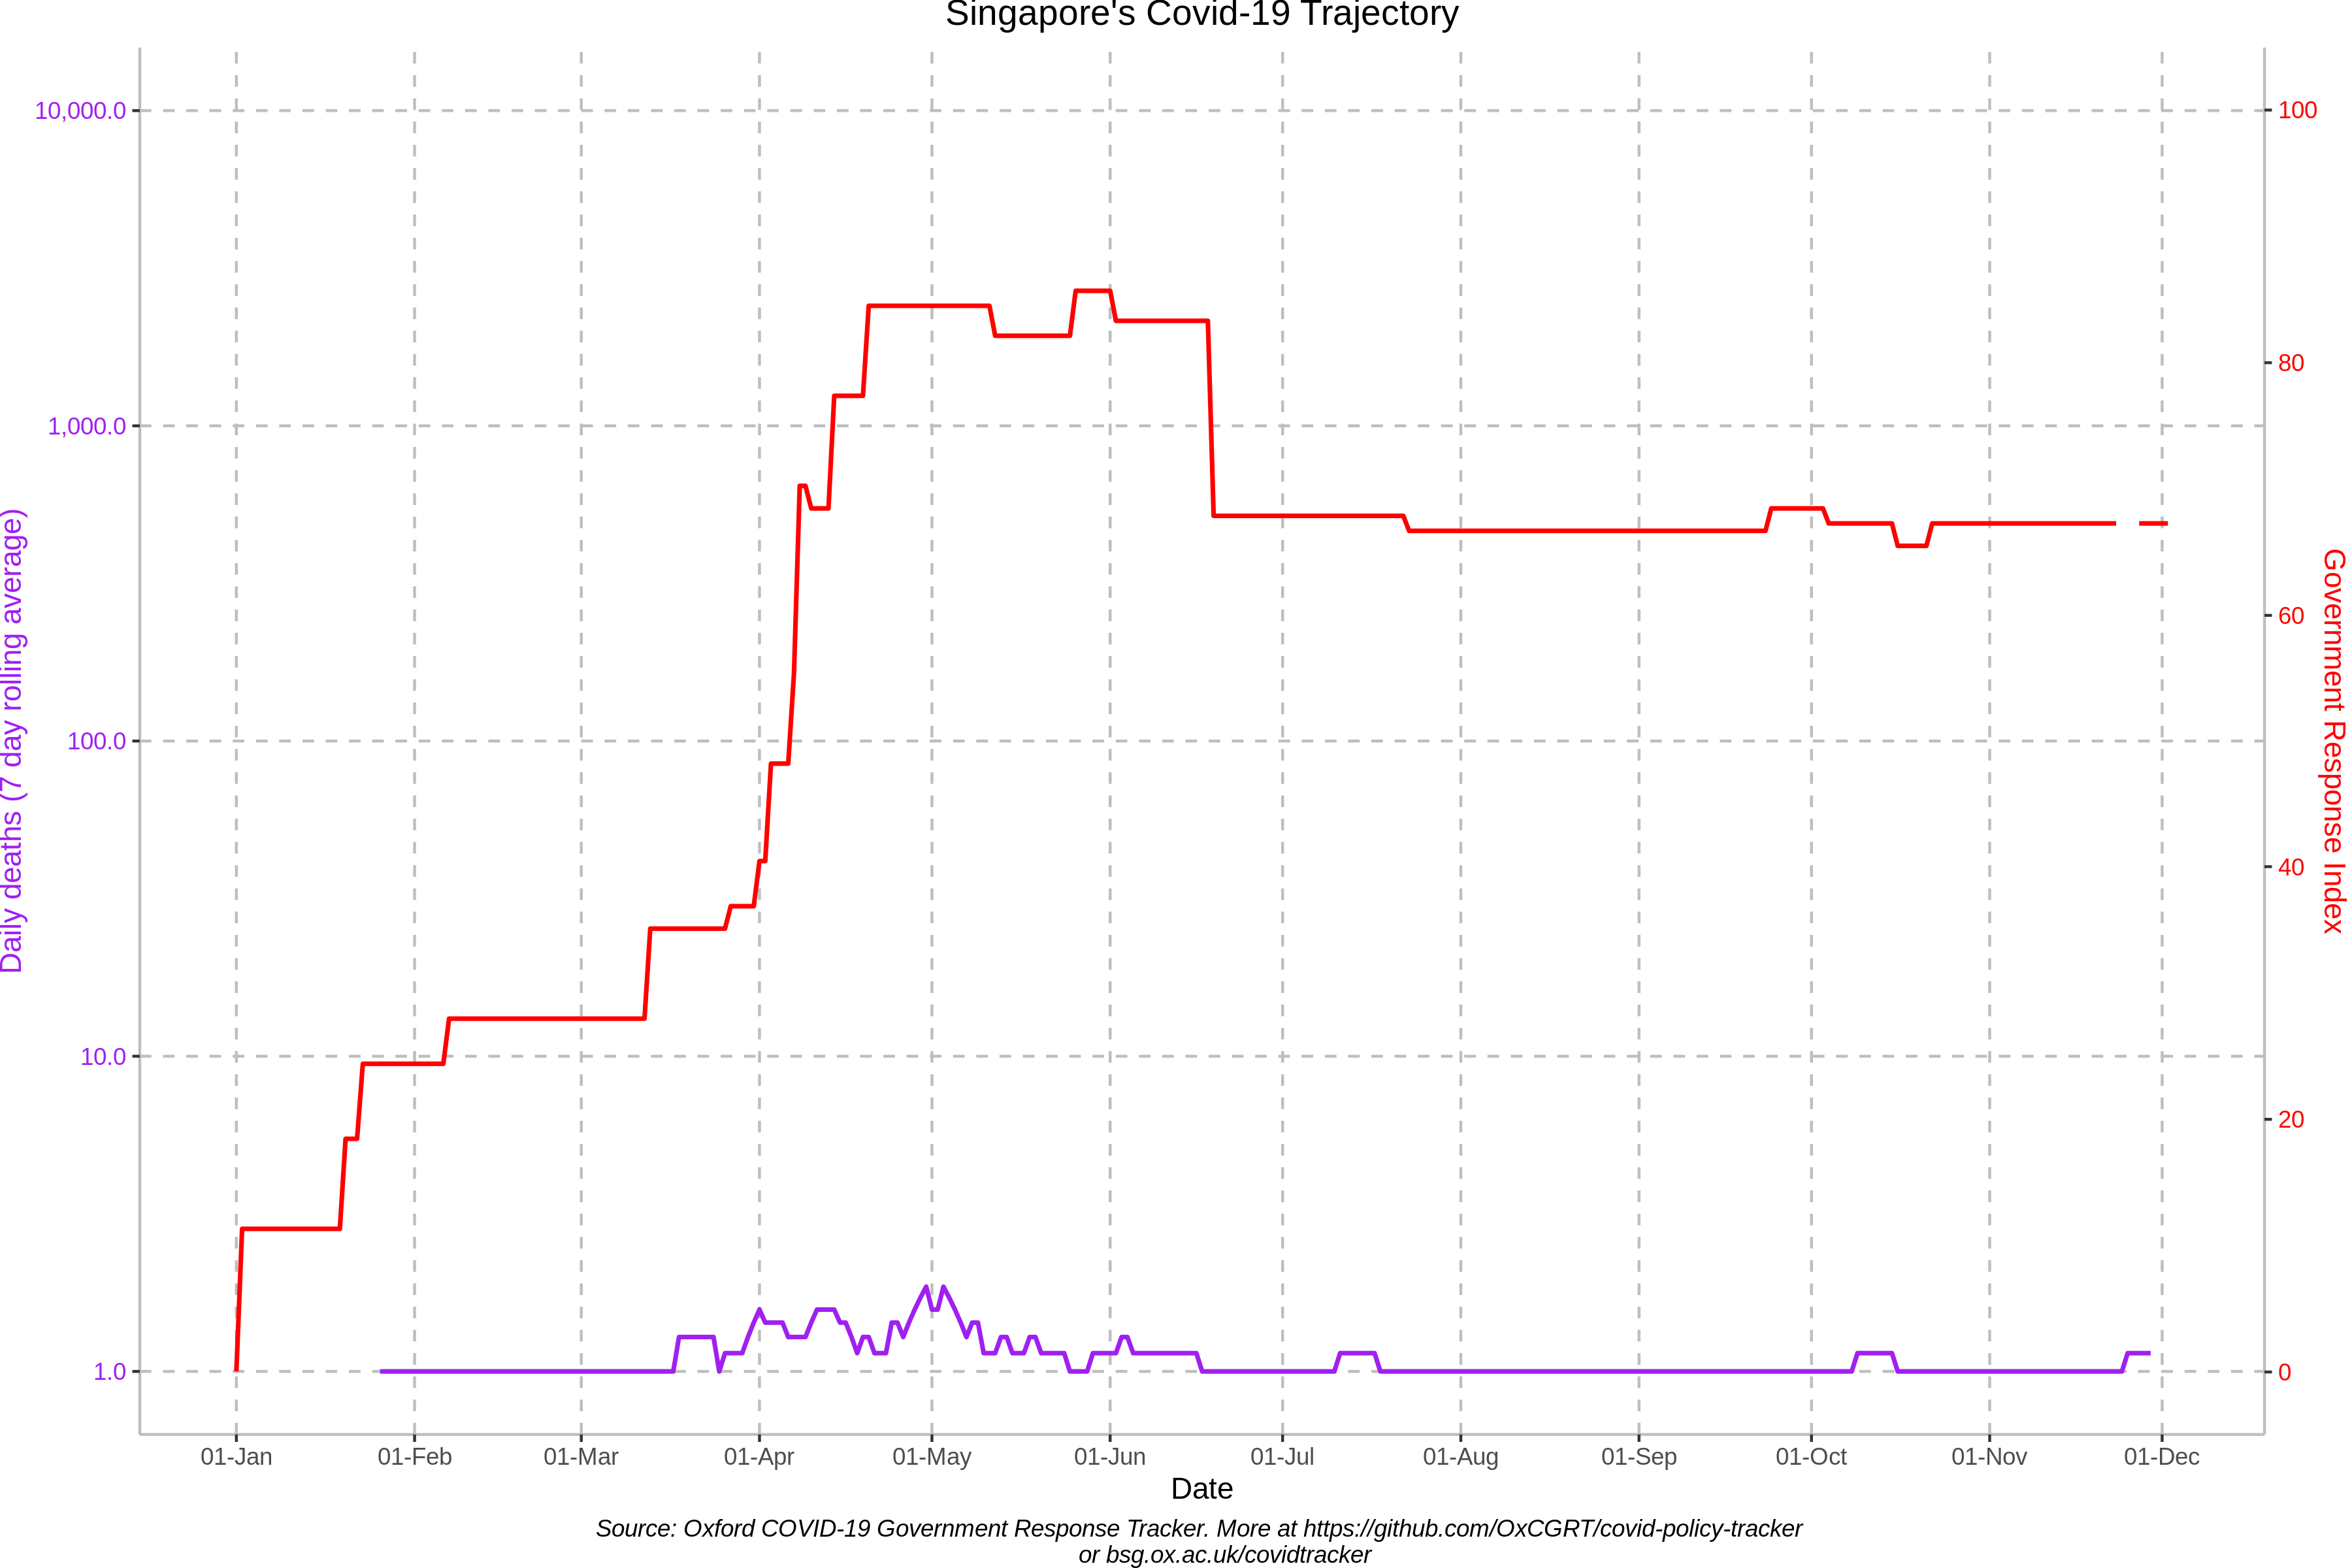 Singapore's Covid-19 Trajectory
10,000.0
1,000.0
100.0
10.0
1.0
Daily deaths (7 day rolling average)
100
80
60
40
20
0
Government Response Index
01-Jan 01-Feb 01-Mar 01-Apr 01-May 01-Jun 01-Jul 01-Aug 01-Sep 01-Oct 01-Nov 01-Dec
Date
Source: Oxford COVID-19 Government Response Tracker. More at https://github.com/OxCGRT/covid-policy-tracker
or bsg.ox.ac.uk/covidtracker